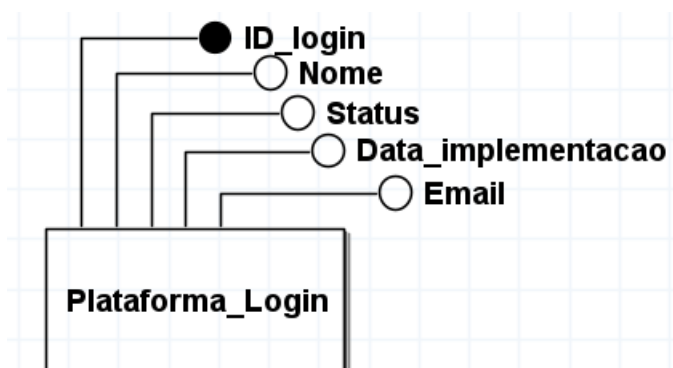 ID_login
Nome
Status
Data_implementacao
Email
Plataforma_Login